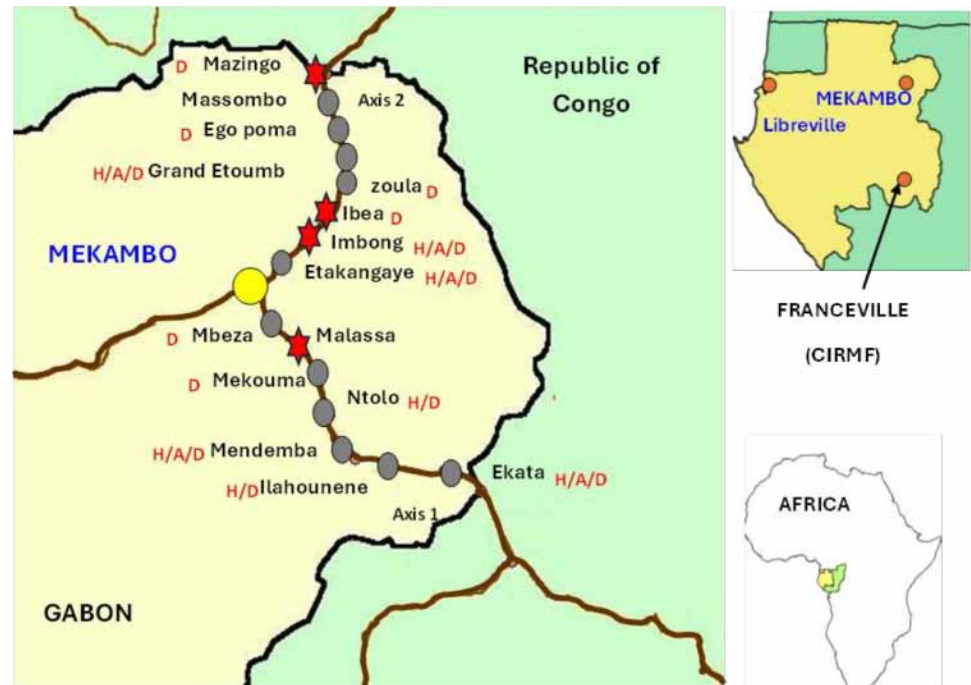 D Mazingo
Massombo
Axis 2
D Ego poma
H/A/D Grand Etoumb
zoula D
Ibea D
Imbong H/A/D
MEKAMBO
Etakangaye H/A/D
D Mbeza
Malassa
D Mekouma
Ntolo H/D
H/A/D Mendemba
Ekata H/A/D
H/D Ilahounene
Axis 1
GABON
Republic of
Congo
MEKAMBO
Libreville
FRANCEVILLE
(CIRMF)
AFRICA